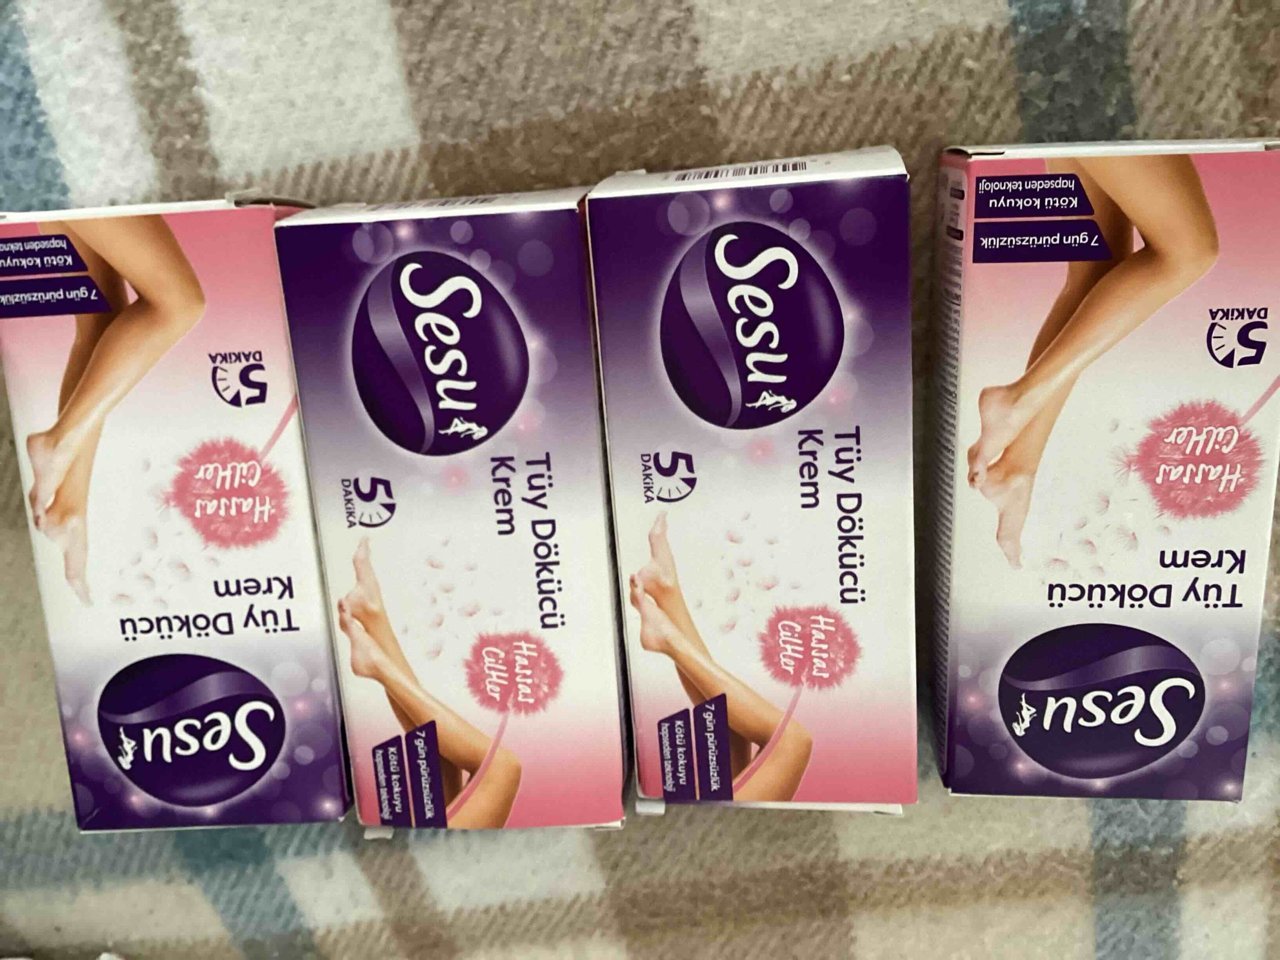 Sesu
Tüy Dökücü
Krem
Hassas
Ciltler
5
DAKİKA
7 gün pürüzsüzlük
Kötü kokuyu
Sesu
Tüy Dökücü
Krem
5
DAKİKA
Hassas
Ciltler
7 gün pürüzsüzlük
Kötü kokuyu
hapseden teknoloji
Sesu
Tüy Dökücü
Krem
5
DAKİKA
Hassas
Ciltler
7 gün pürüzsüzlük
Kötü kokuyu
hapseden teknoloji
Sesu
Tüy Dökücü
Krem
Hassas
Ciltler
5
DAKİKA
7 gün pürüzsüzlük
Kötü kokuyu
hapseden teknoloji